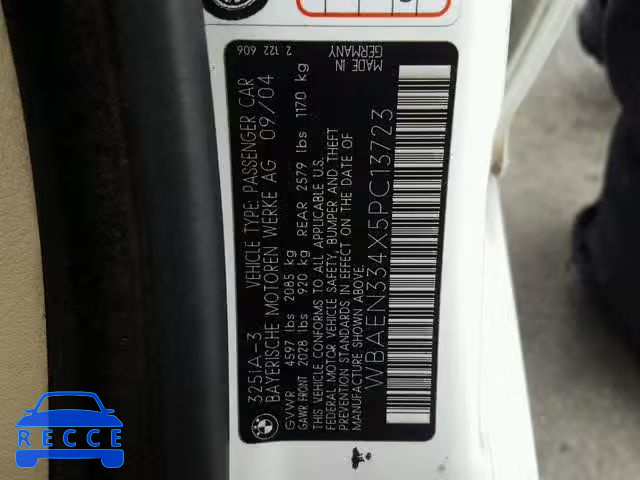 325iA-3 VEHICLE TYPE: PASSENGER CAR
BAYERISCHE MOTOREN WERKE AG 09/04
GVWR 4597 lbs 2085 kg
GAWR FRONT 2028 lbs 920 kg REAR 2579 lbs 1170 kg
THIS VEHICLE CONFORMS TO ALL APPLICABLE U.S.
FEDERAL MOTOR VEHICLE SAFETY, BUMPER AND THEFT
PREVENTION STANDARDS IN EFFECT ON THE DATE OF
MANUFACTURE SHOWN ABOVE.
WBAEN334X5PC13723
2 122 606
MADE IN
GERMANY
RECCE